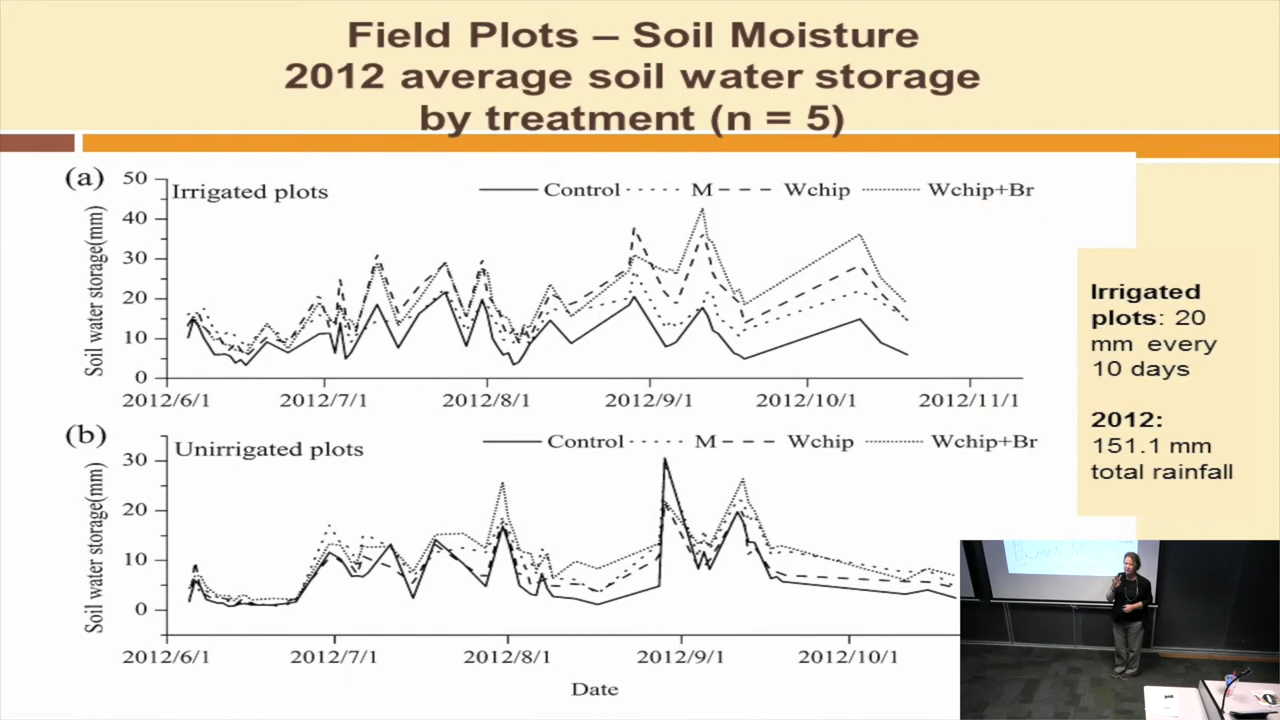 Field Plots – Soil Moisture
2012 average soil water storage
by treatment (n = 5)
(a)
Irrigated plots
Control
M
Wchip
Wchip+Br
Soil water storage(mm)
50
40
30
20
10
0
2012/6/1
2012/7/1
2012/8/1
2012/9/1
2012/10/1
2012/11/1
(b)
Unirrigated plots
Control
M
Wchip
Wchip+Br
Soil water storage(mm)
30
20
10
0
2012/6/1
2012/7/1
2012/8/1
2012/9/1
2012/10/1
Date
Irrigated
plots: 20
mm every
10 days
2012:
151.1 mm
total rainfall